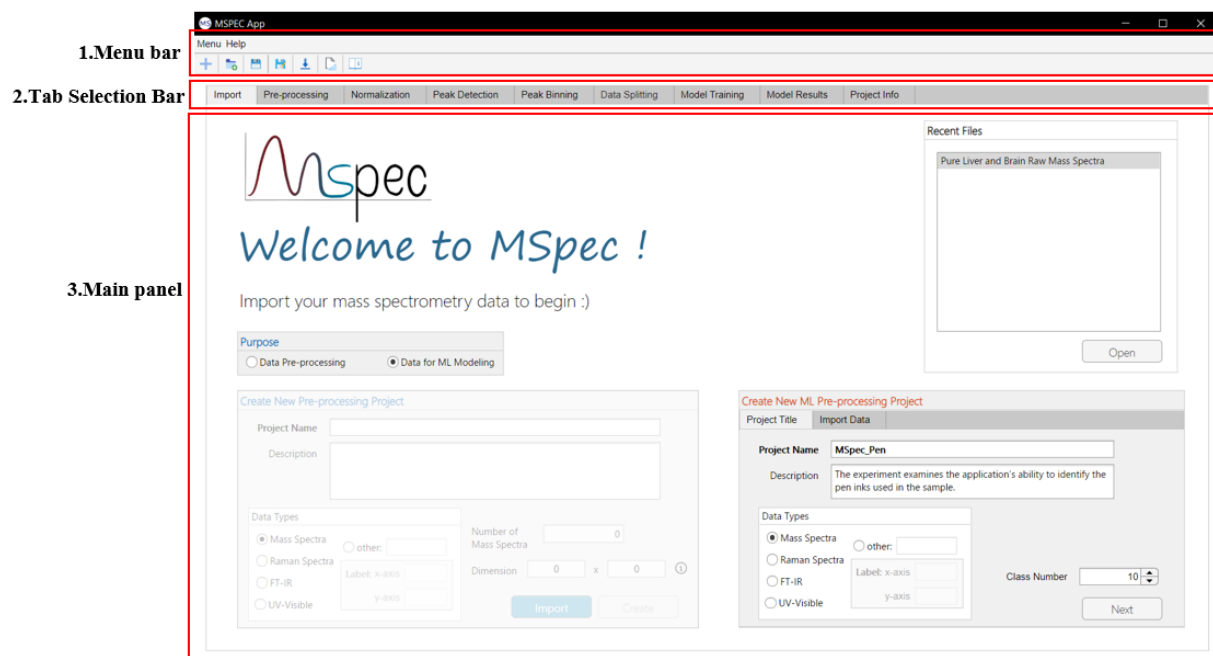 MS MSPEC App
1.Menu bar
Menu Help
2.Tab Selection Bar
Import Pre-processing Normalization Peak Detection Peak Binning Data Splitting Model Training Model Results Project Info
3.Main panel
Mspec
Welcome to MSpec !
Import your mass spectrometry data to begin :)
Recent Files
Pure Liver and Brain Raw Mass Spectra
Open
Purpose
Data Pre-processing Data for ML Modeling
Create New Pre-processing Project
Project Name
Description
Data Types
Mass Spectra
other:
Raman Spectra
Label: x-axis
FT-IR
y-axis
UV-Visible
Number of
Mass Spectra
0
Dimension 0 x 0
Import Create
Create New ML Pre-processing Project
Project Title Import Data
Project Name MSpec_Pen
Description The experiment examines the application's ability to identify the
pen inks used in the sample.
Data Types
Mass Spectra
other:
Raman Spectra
Label: x-axis
FT-IR
y-axis
UV-Visible
Class Number 10
Next